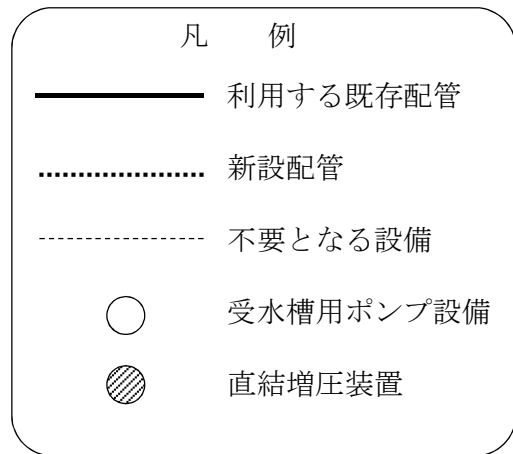 凡　例
利用する既存配管
新設配管
不要となる設備
受水槽用ポンプ設備
直結増圧装置